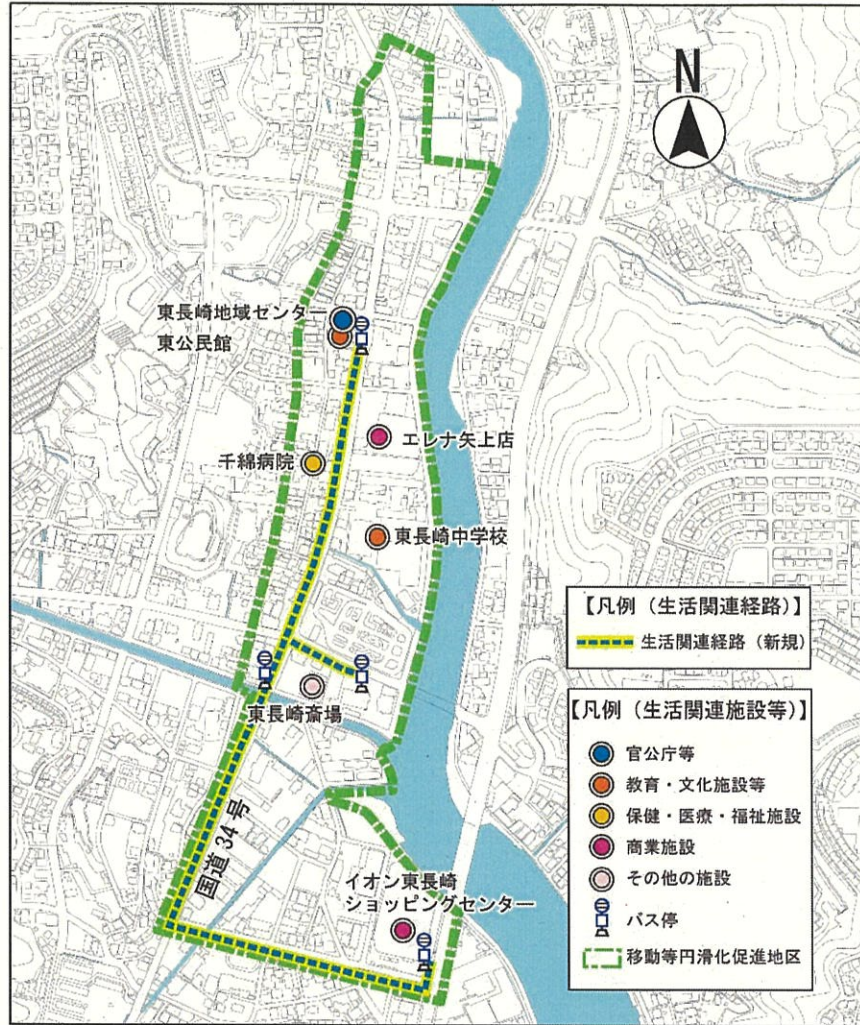 N
東長崎地域センター
東公民館
エレナ矢上店
千綿病院
東長崎中学校
【凡例（生活関連経路）】
生活関連経路（新規）
東長崎斎場
【凡例（生活関連施設等）】
官公庁等
教育・文化施設等
保健・医療・福祉施設
商業施設
その他の施設
バス停
移動等円滑化促進地区
国道34号
イオン東長崎
ショッピングセンター